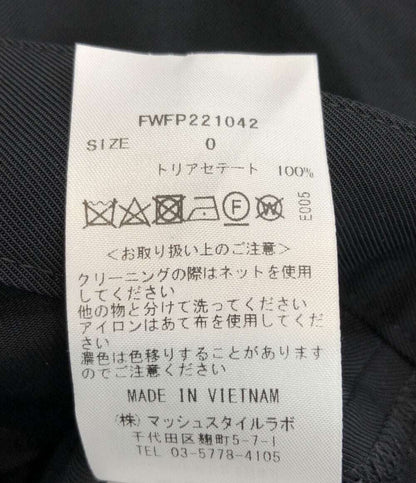 FWFP221042
SIZE 0
トリアセテート 100%
F W E005
<お取り扱い上のご注意>
クリーニングの際はネットを使用
してください
他の物と分けて洗ってください
アイロンはあて布を使用してくだ
さい
濃色は色移りすることがあります
のでご注意ください
MADE IN VIETNAM
(株)マッシュスタイルラボ
千代田区麹町5-7-1
TEL 03-5778-4105